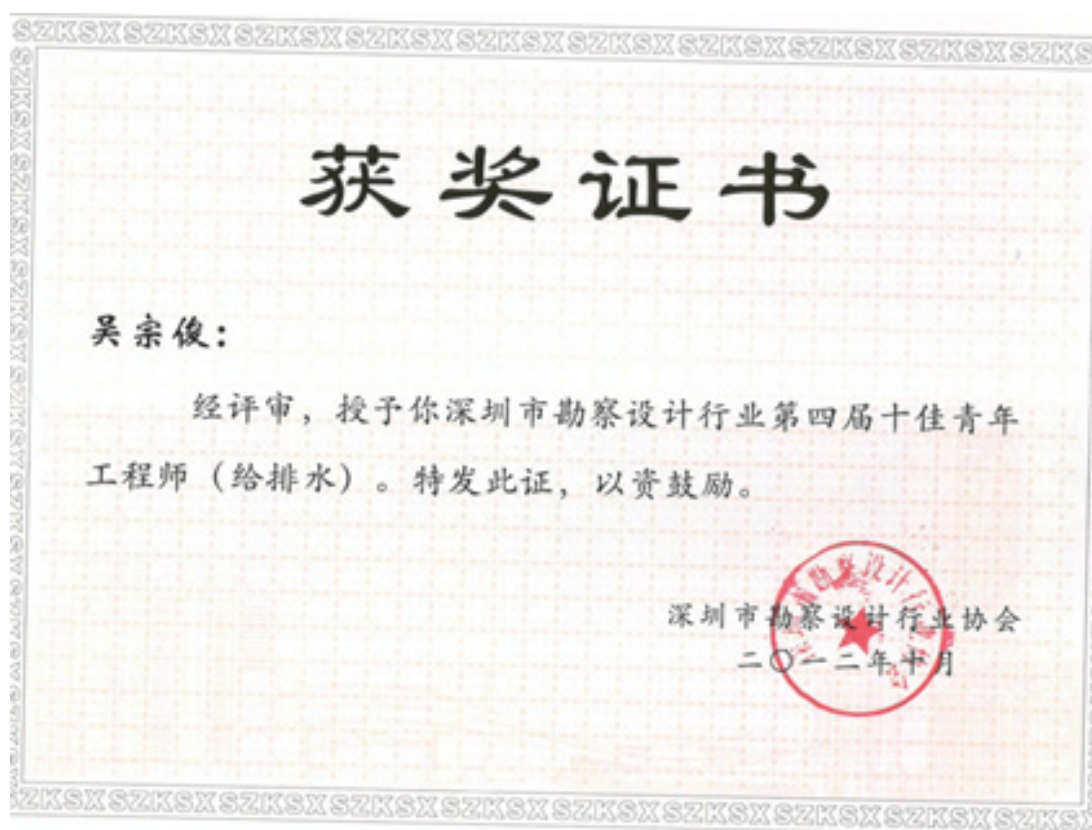 SZKSX SZKSX SZKSX SZKSX SZKSX SZKSX SZKSX SZKSX SZKSX SZKS
获奖证书
吴宗俊：
经评审，授予你深圳市勘察设计行业第四届十佳青年
工程师（给排水）。特发此证，以资鼓励。
深圳市勘察设计行业协会
二〇一二年十月
SZKSX SZKSX SZKSX SZKSX SZKSX SZKSX SZKSX SZKSX SZKSX